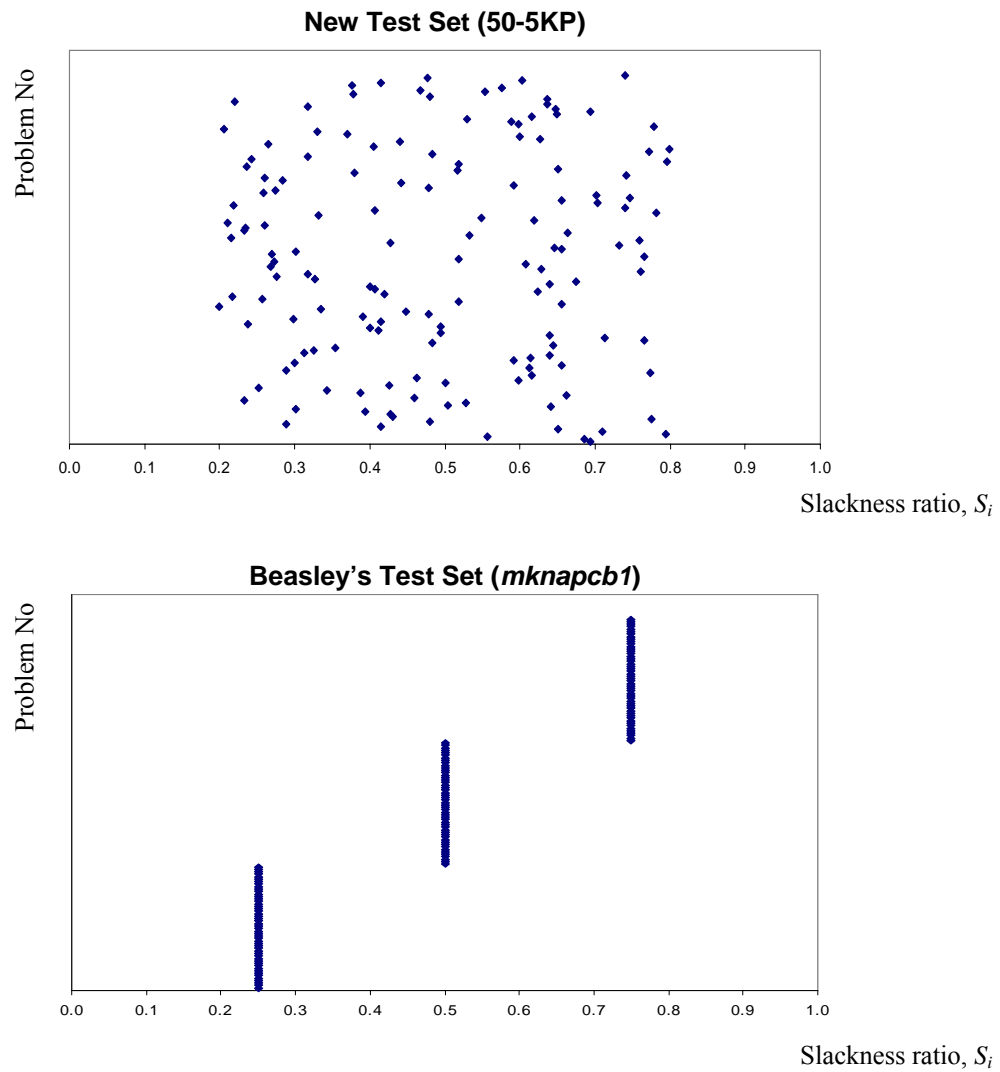 New Test Set (50-5KP)
Problem No
0.0 0.1 0.2 0.3 0.4 0.5 0.6 0.7 0.8 0.9 1.0
Slackness ratio, Si
Beasley’s Test Set (mknapcb1)
Problem No
0.0 0.1 0.2 0.3 0.4 0.5 0.6 0.7 0.8 0.9 1.0
Slackness ratio, Si